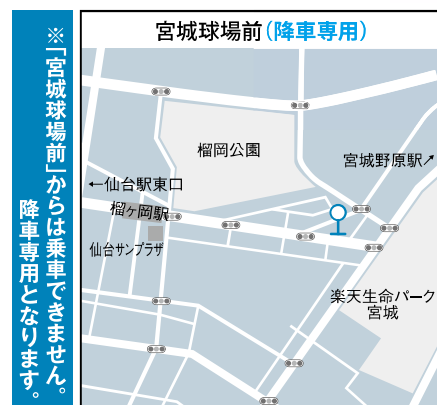 ※「宮城球場前」からは乗車できません。
降車専用となります。
宮城球場前(降車専用)
榴岡公園
宮城野原駅↗
←仙台駅東口
榴ヶ岡駅
仙台サンプラザ
楽天生命パーク
宮城